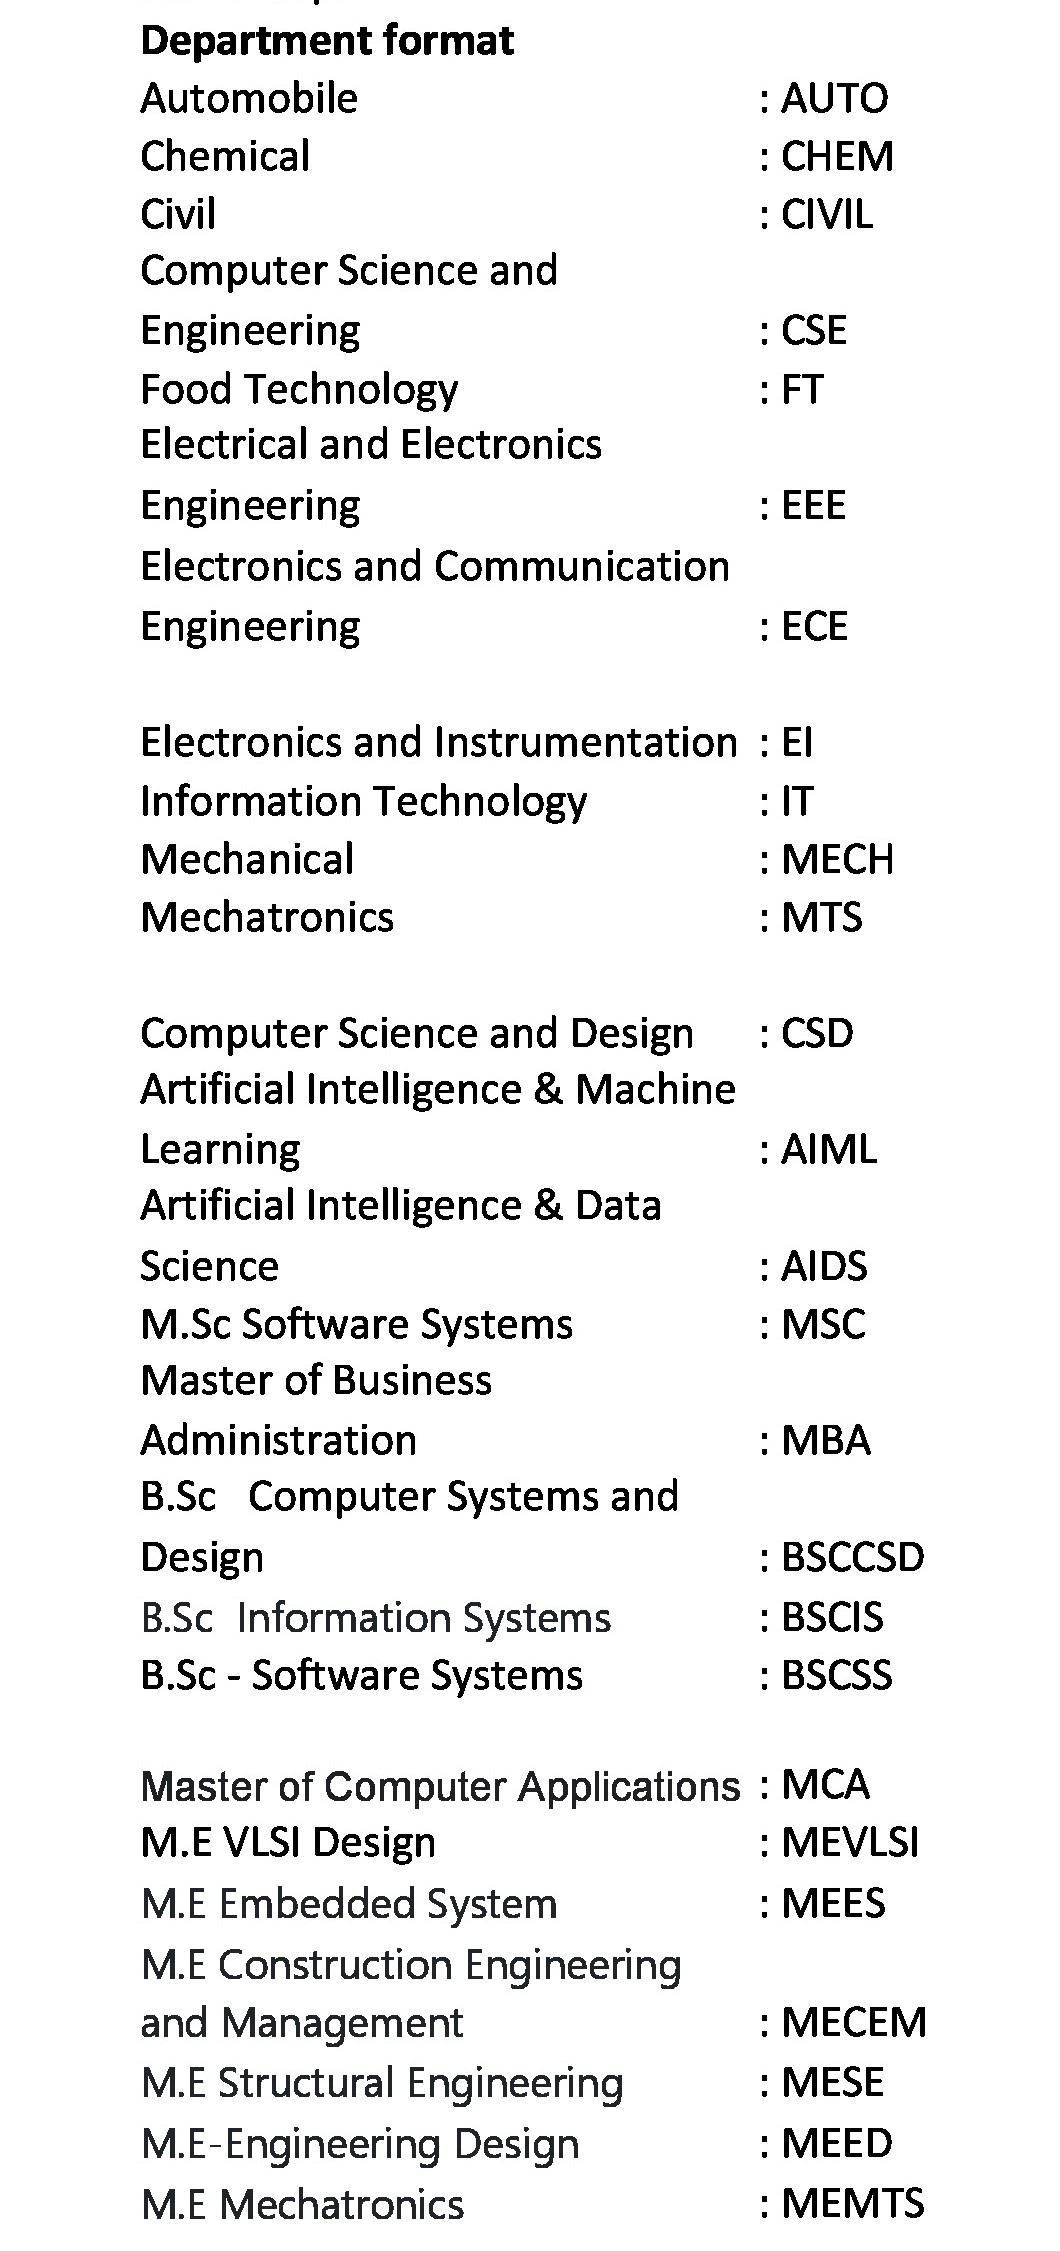 Department format
Automobile : AUTO
Chemical : CHEM
Civil : CIVIL
Computer Science and
Engineering : CSE
Food Technology : FT
Electrical and Electronics
Engineering : EEE
Electronics and Communication
Engineering : ECE
Electronics and Instrumentation : EI
Information Technology : IT
Mechanical : MECH
Mechatronics : MTS
Computer Science and Design : CSD
Artificial Intelligence & Machine
Learning : AIML
Artificial Intelligence & Data
Science : AIDS
M.Sc Software Systems : MSC
Master of Business
Administration : MBA
B.Sc Computer Systems and
Design : BSCCSD
B.Sc Information Systems : BSCIS
B.Sc - Software Systems : BSCSS
Master of Computer Applications : MCA
M.E VLSI Design : MEVLSI
M.E Embedded System : MEES
M.E Construction Engineering
and Management : MECEM
M.E Structural Engineering : MESE
M.E-Engineering Design : MEED
M.E Mechatronics : MEMTS